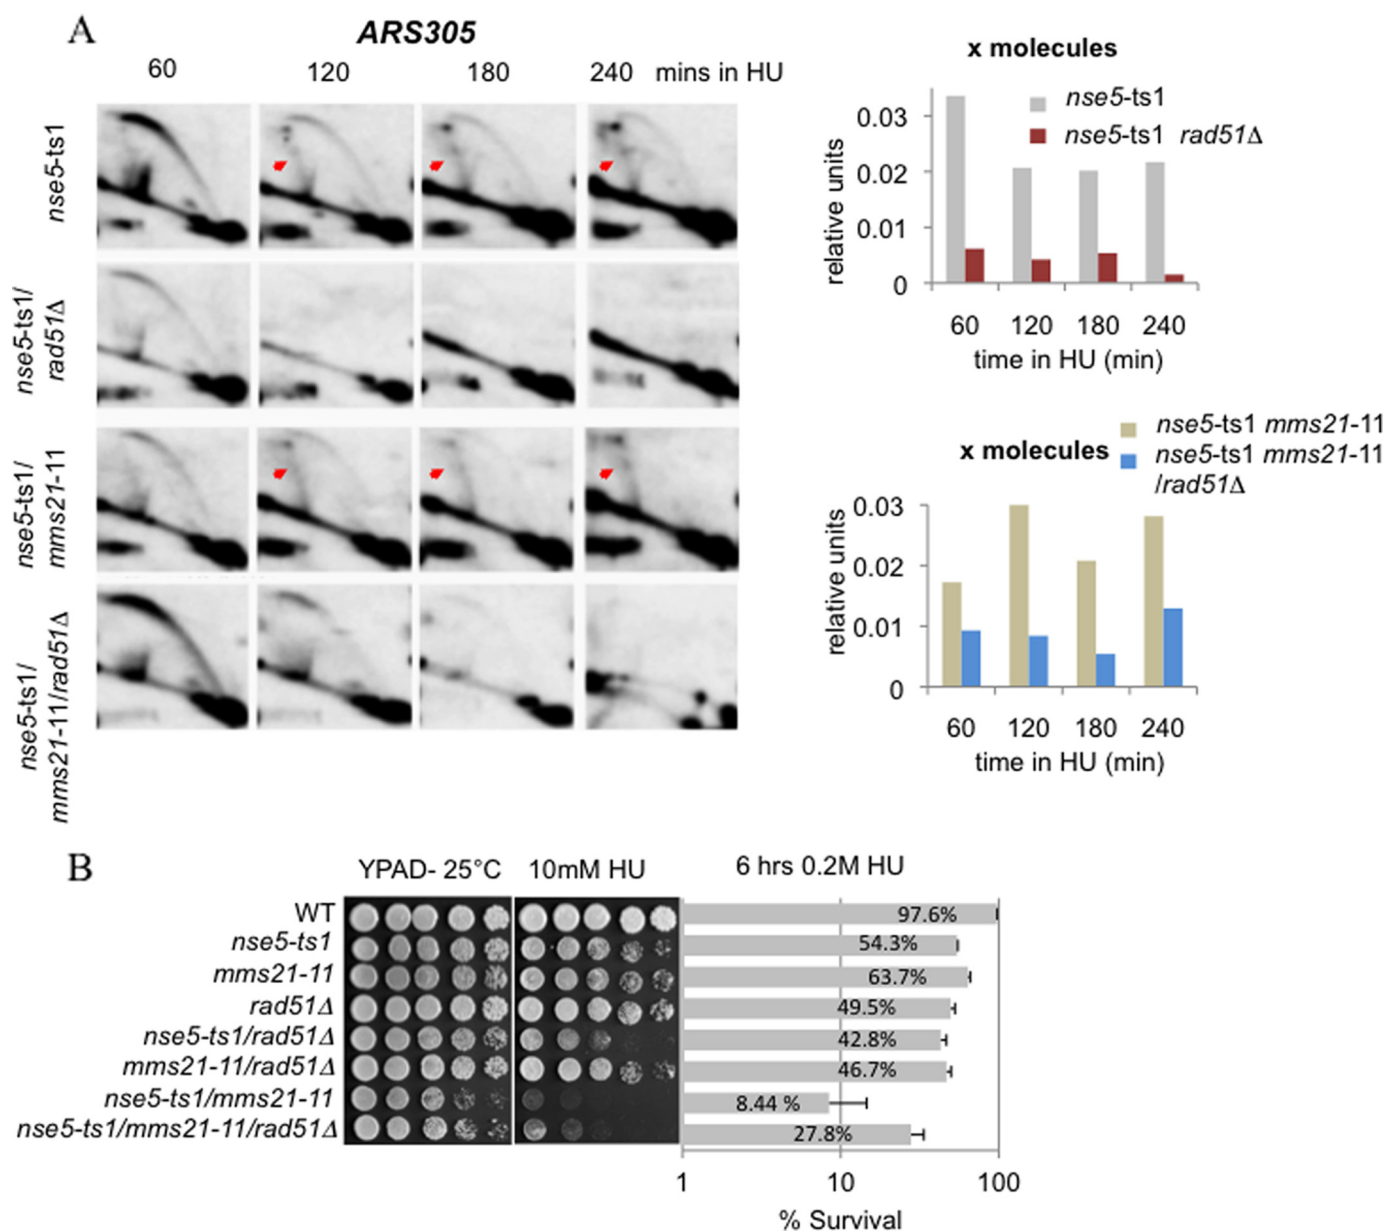 A
ARS305
60 120 180 240 mins in HU
nse5-ts1
nse5-ts1/
rad51Δ
nse5-ts1/
mms21-11
nse5-ts1/
mms21-11/rad51Δ
x molecules
nse5-ts1
nse5-ts1 rad51Δ
relative units
0.03
0.02
0.01
0
60 120 180 240
time in HU (min)
x molecules
nse5-ts1 mms21-11
nse5-ts1 mms21-11
/rad51Δ
relative units
0.03
0.02
0.01
0
60 120 180 240
time in HU (min)
B
YPAD- 25°C 10mM HU 6 hrs 0.2M HU
WT 97.6%
nse5-ts1 54.3%
mms21-11 63.7%
rad51Δ 49.5%
nse5-ts1/rad51Δ 42.8%
mms21-11/rad51Δ 46.7%
nse5-ts1/mms21-11 8.44 %
nse5-ts1/mms21-11/rad51Δ 27.8%
1 10 100
% Survival